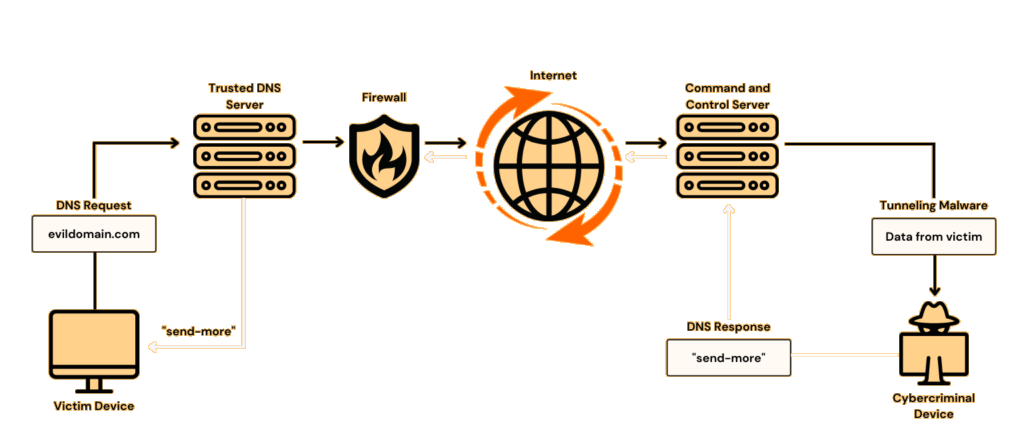 Internet
Trusted DNS
Server
Firewall
Command and
Control Server
DNS Request
evildomain.com
Tunneling Malware
Data from victim
"send-more"
DNS Response
"send-more"
Victim Device
Cybercriminal
Device